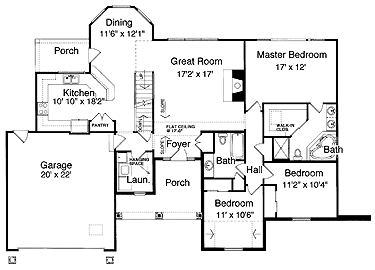 Dining
11'6" x 12'1"
Porch
Great Room
17'2" x 17'
Master Bedroom
17' x 12'
Kitchen
10' 10" x 18'2"
PANTRY
SLOPE
SLOPE
FLAT CEILING
@ 17'-0"
WALK-IN
CLOS
Garage
20' x 22'
HANGING
SPACE
Foyer
Bath
Bath
Hall
Laun.
Porch
Bedroom
11'2" x 10'4"
Bedroom
11' x 10'6"